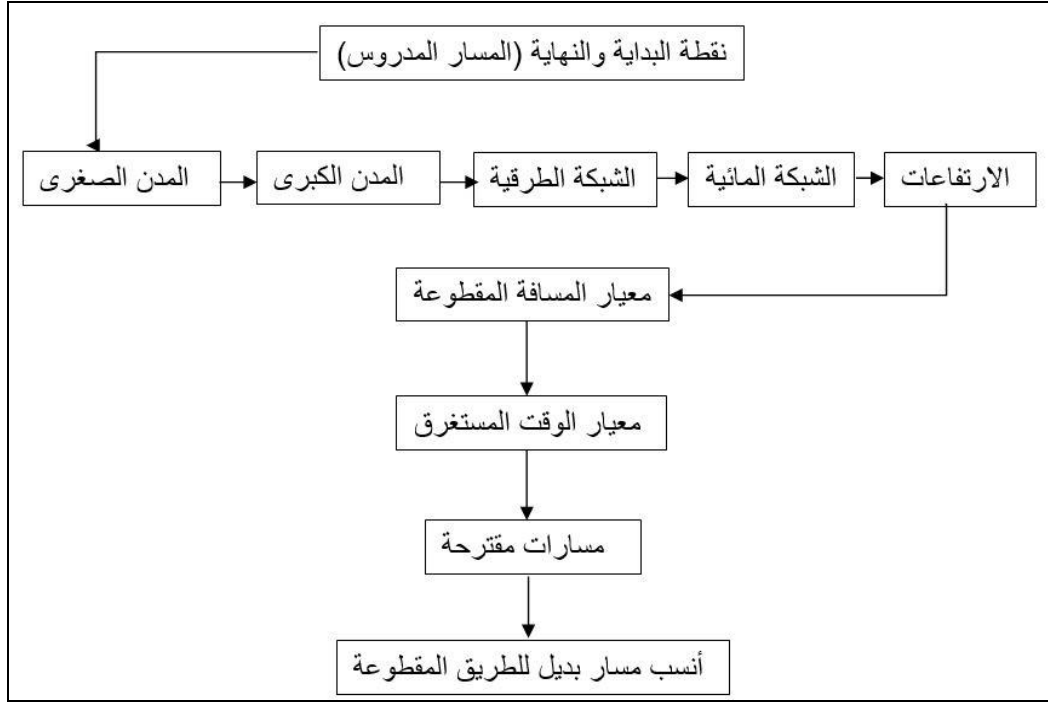 نقطة البداية والنهاية (المسار المدروس)
المدن الصغرى
المدن الكبرى
الشبكة الطرقية
الشبكة المائية
الارتفاعات
معيار المسافة المقطوعة
معيار الوقت المستغرق
مسارات مقترحة
أنسب مسار بديل للطريق المقطوعة